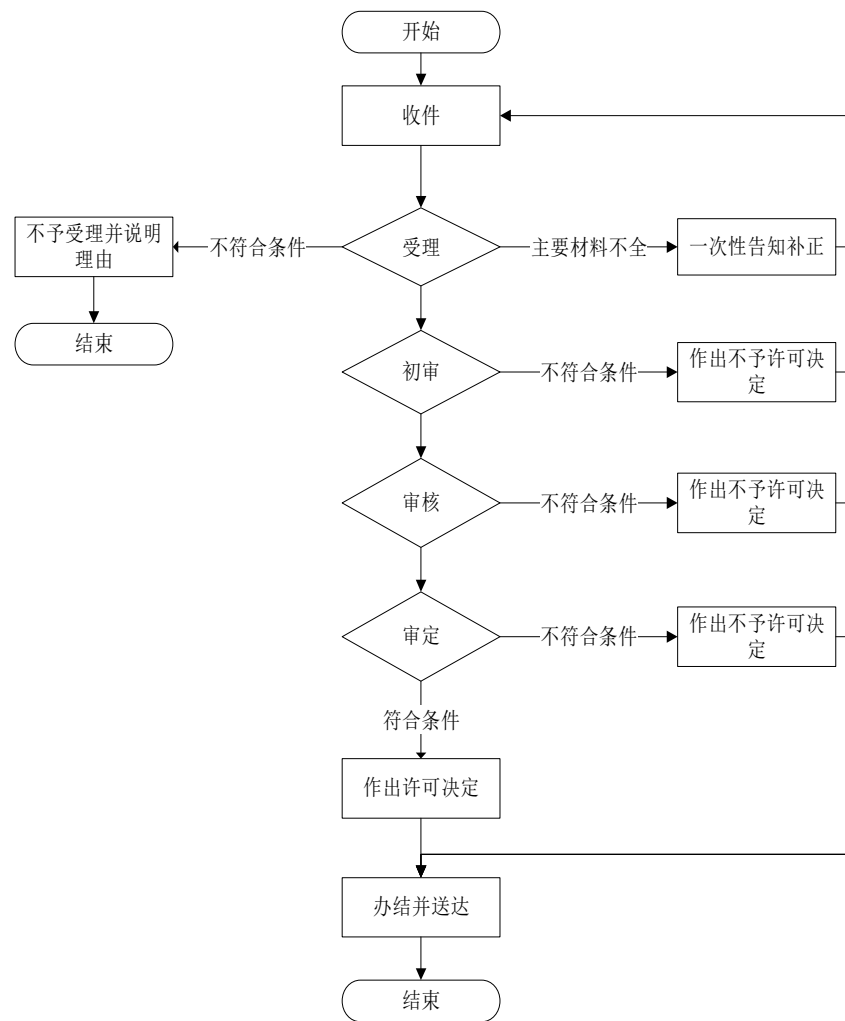 开始
收件
不予受理并说明
理由
不符合条件
受理
主要材料不全
一次性告知补正
结束
初审
不符合条件
作出不予许可决
定
审核
不符合条件
作出不予许可决
定
审定
不符合条件
作出不予许可决
定
符合条件
作出许可决定
办结并送达
结束